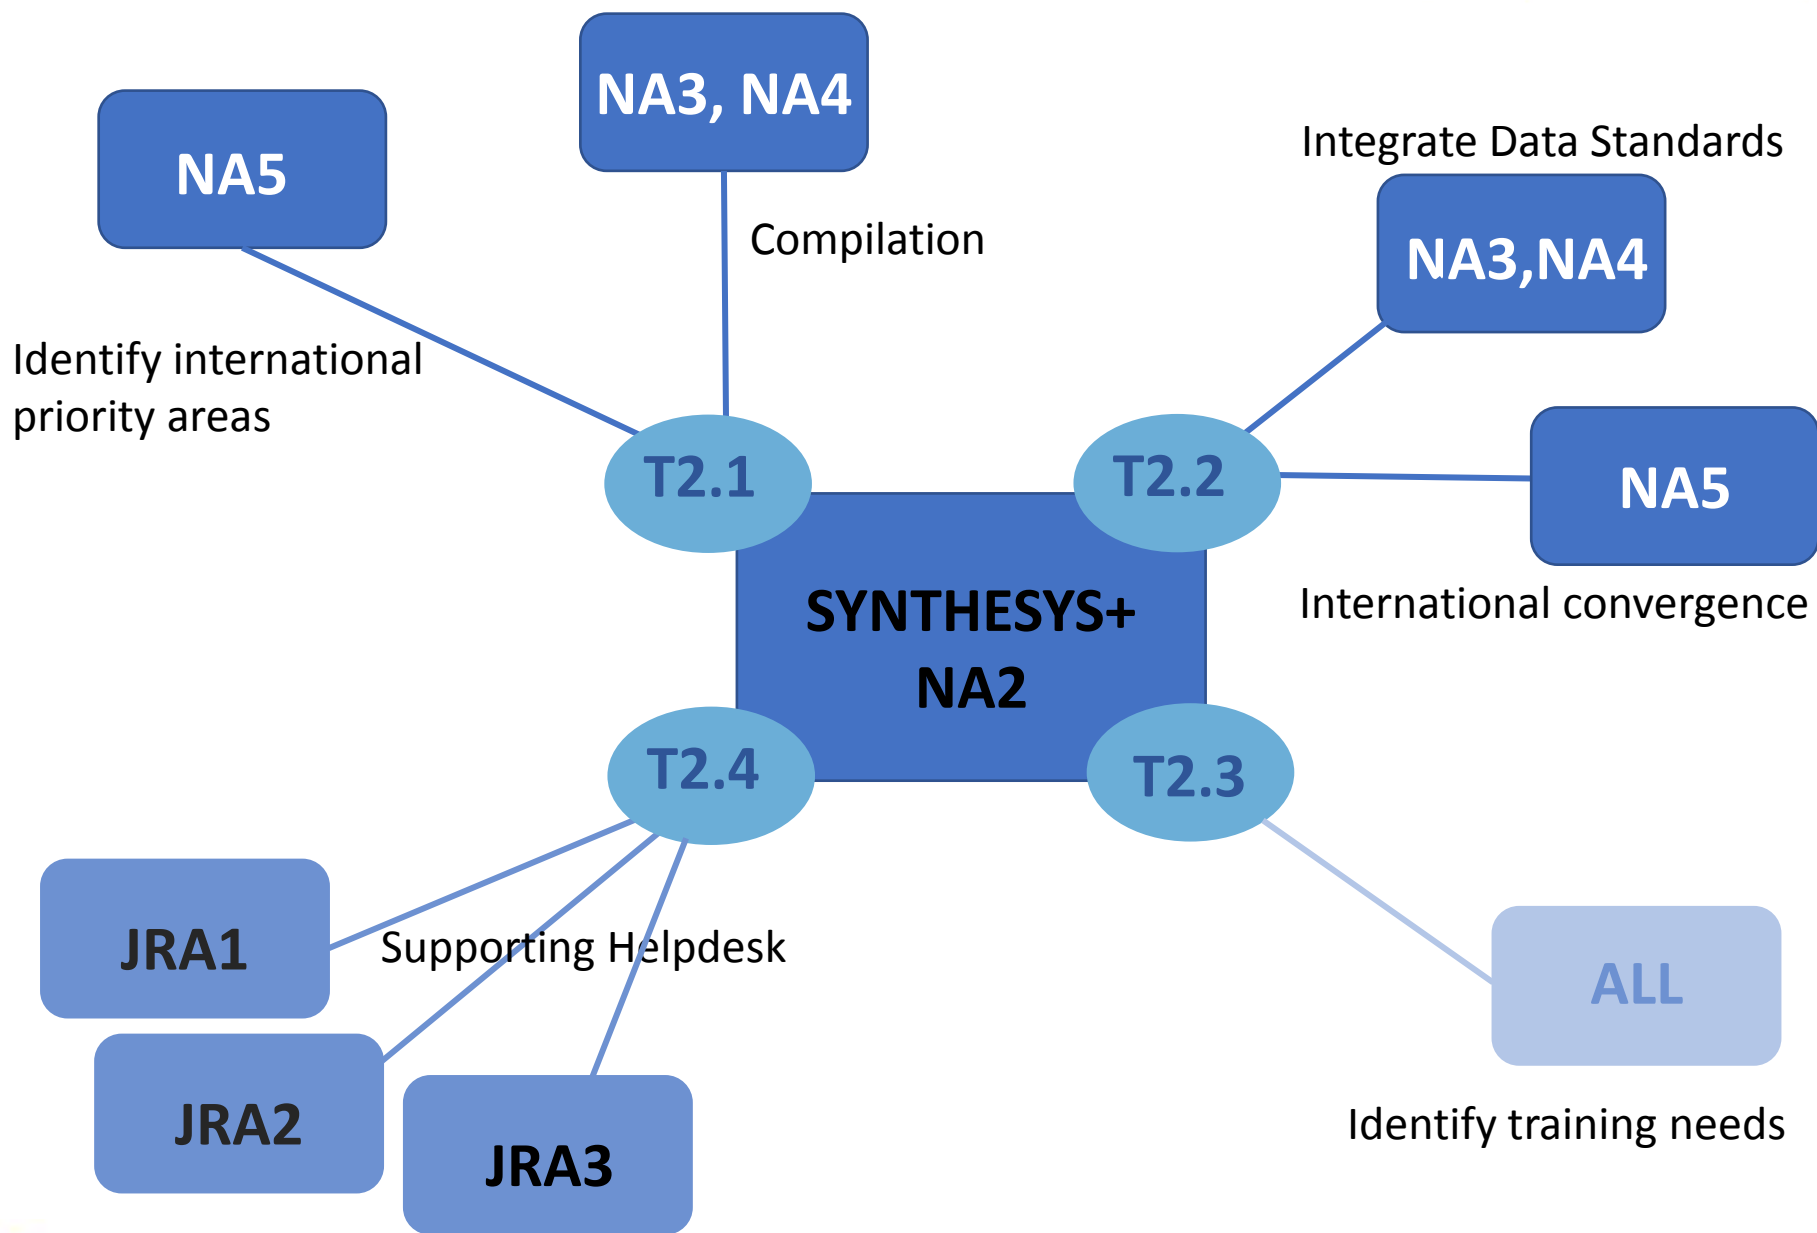 NA3, NA4
NA5
Integrate Data Standards
NA3,NA4
Compilation
Identify international
priority areas
T2.1
T2.2
NA5
SYNTHESYS+
NA2
International convergence
T2.4
T2.3
JRA1
Supporting Helpdesk
ALL
JRA2
JRA3
Identify training needs